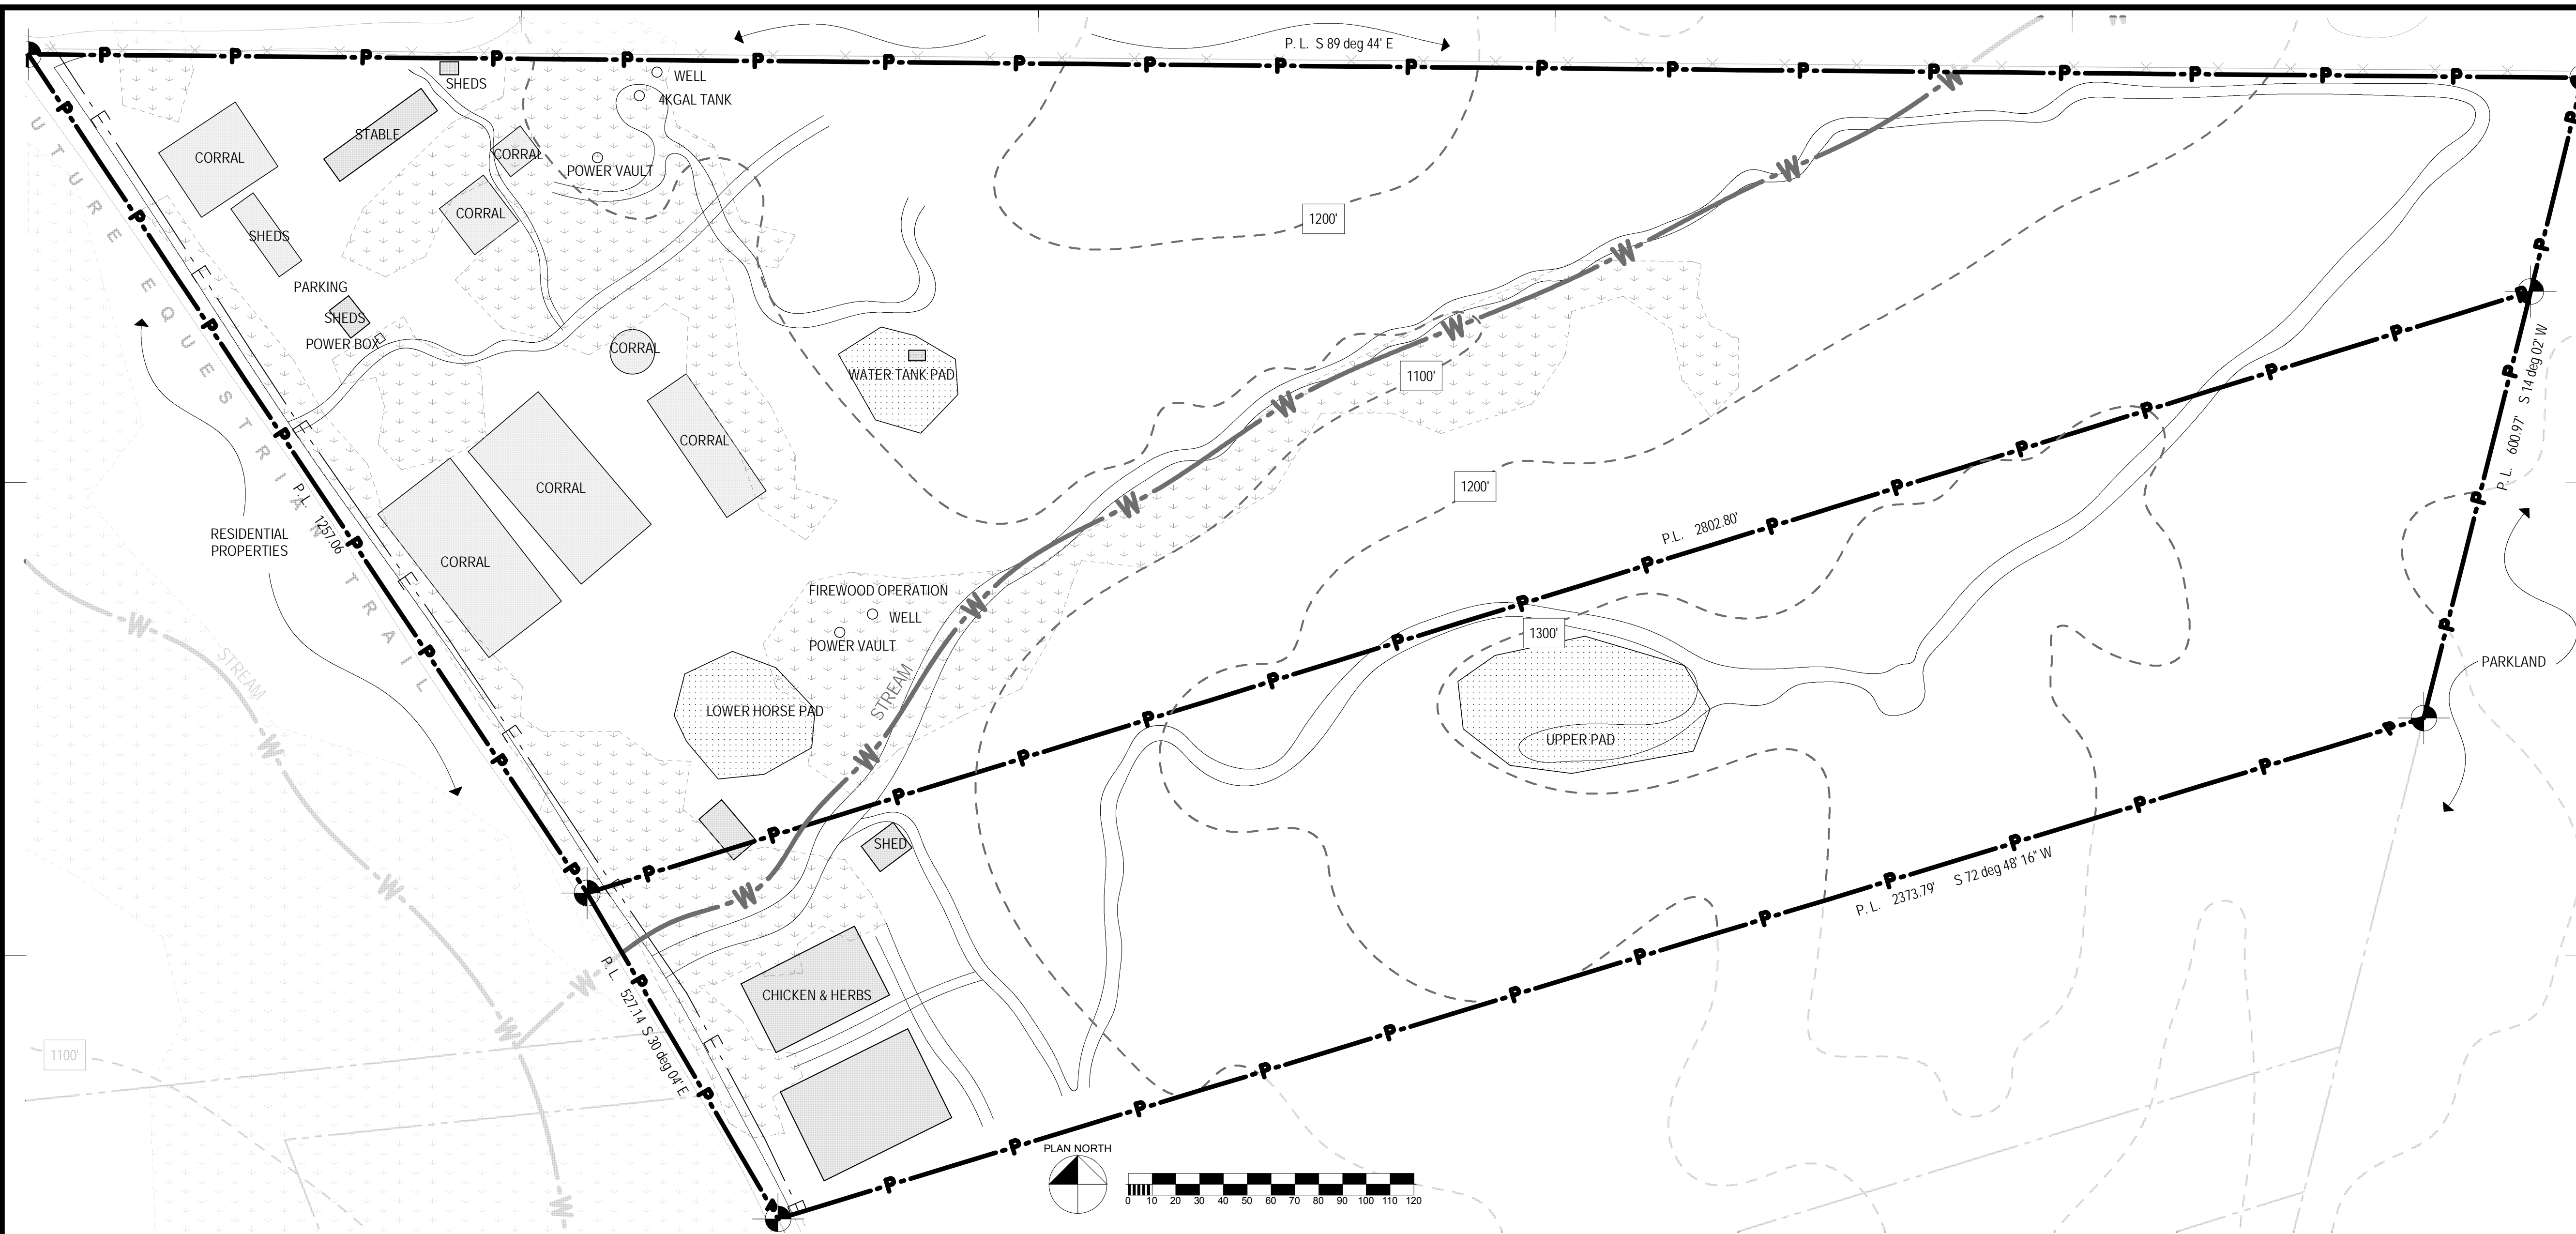 P. L. S 89 deg 44' E
WELL
SHEDS
4KGAL TANK
STABLE
CORRAL
CORRAL
POWER VAULT
CORRAL
SHEDS
1200'
PARKING
SHEDS
POWER BOX
CORRAL
WATER TANK PAD
1100'
P. L. 600.97' S 14 deg 02' W
CORRAL
CORRAL
1200'
UTURE EQUESTRIAN TRAIL
P. L. 1257.06
P.L. 2802.80'
RESIDENTIAL
PROPERTIES
CORRAL
FIREWOOD OPERATION
WELL
POWER VAULT
1300'
STREAM
STREAM
PARKLAND
LOWER HORSE PAD
UPPER PAD
SHED
P. L. 2373.79' S 72 deg 48' 16" W
CHICKEN & HERBS
P. L. 527.14 S 30 deg 04' E
1100'
PLAN NORTH
0 10 20 30 40 50 60 70 80 90 100 110 120